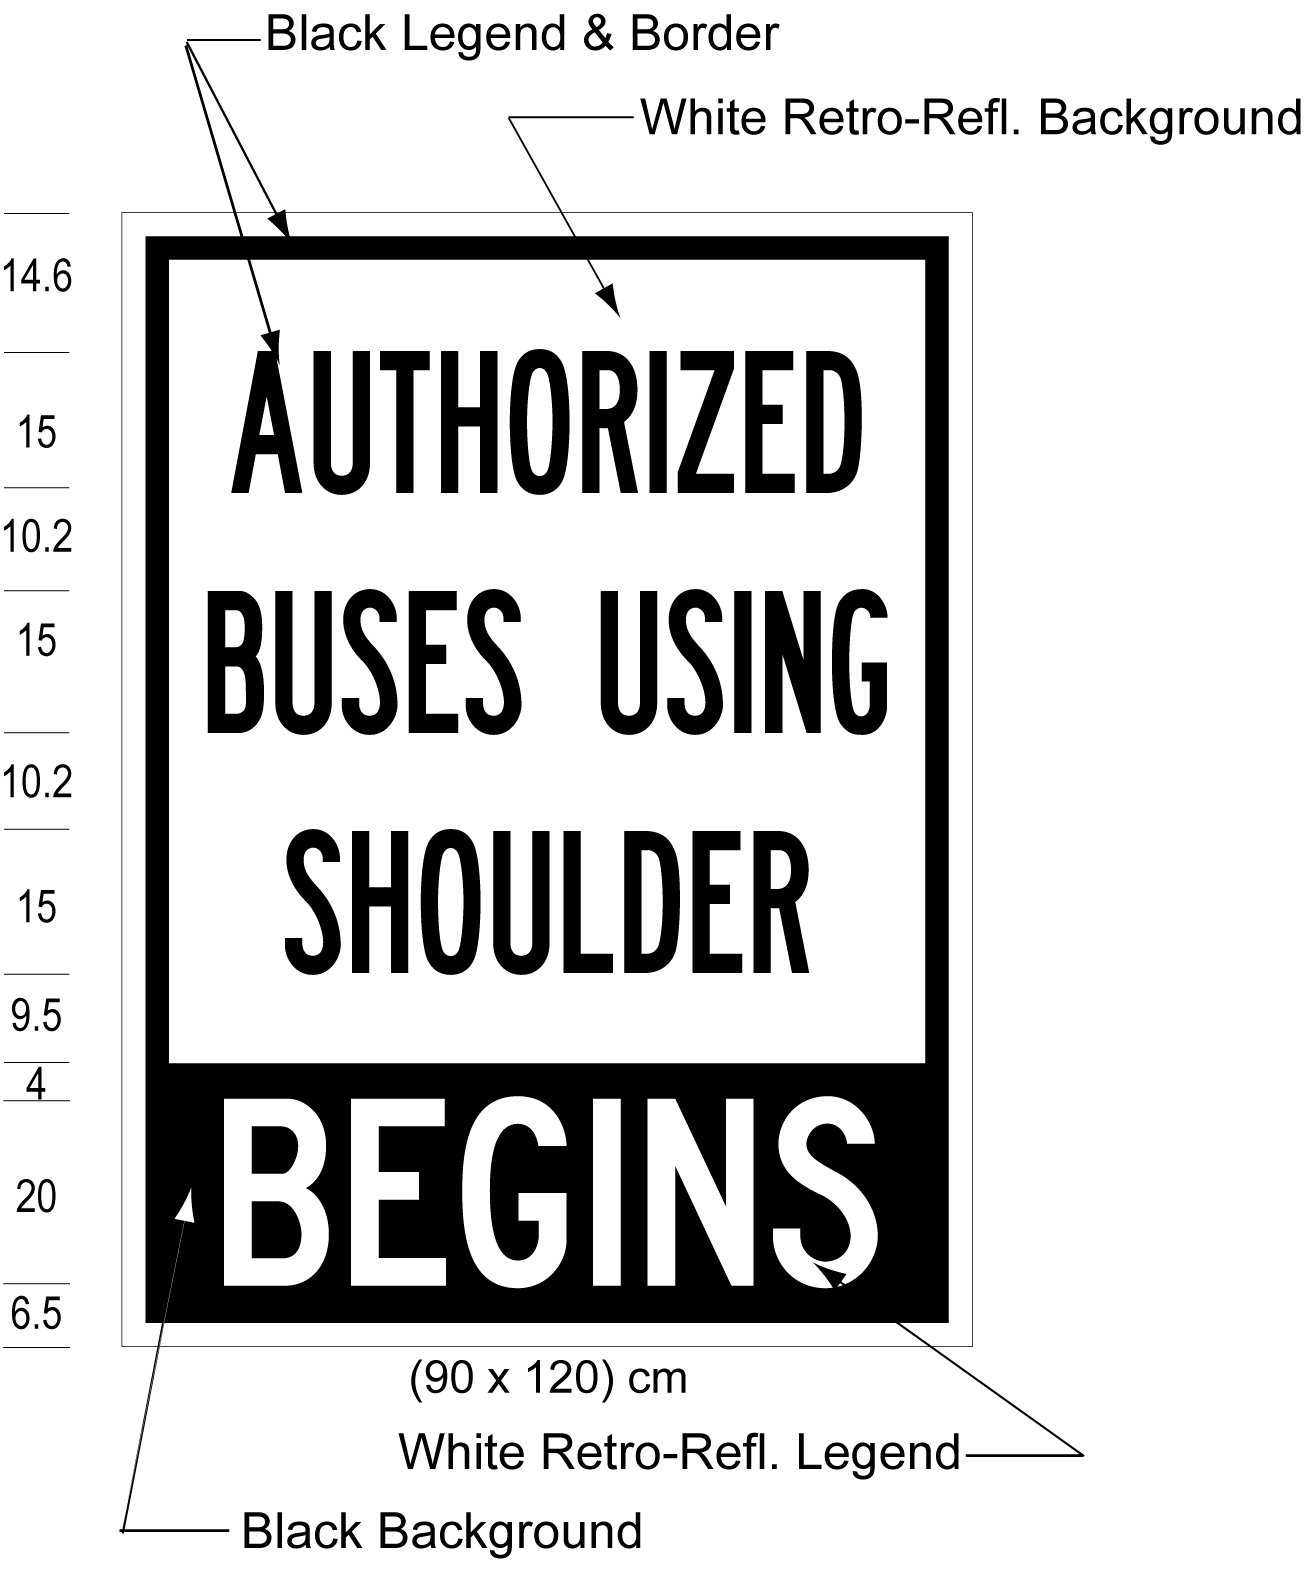 Black Legend & Border
White Retro-Refl. Background
14.6
AUTHORIZED
15
10.2
BUSES USING
15
10.2
SHOULDER
15
9.5
4
BEGINS
20
6.5
(90 x 120) cm
White Retro-Refl. Legend
Black Background